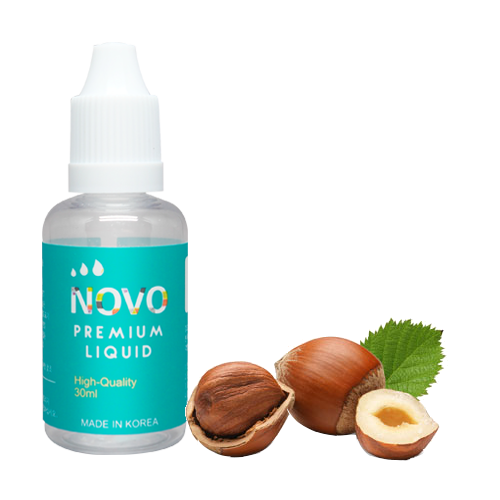 NOVO
PREMIUM
LIQUID
High-Quality
30ml
MADE IN KOREA